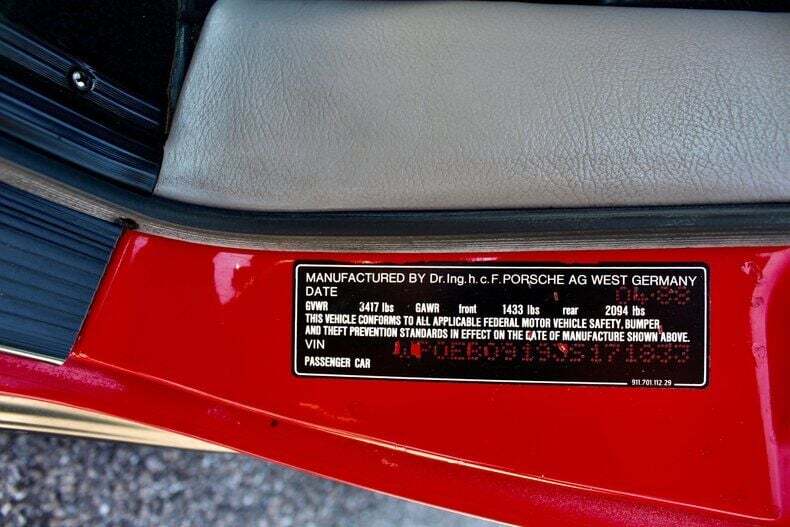 MANUFACTURED BY Dr.Ing.h.c.F.PORSCHE AG WEST GERMANY
DATE 04·88
GVWR 3417 lbs GAWR front 1433 lbs rear 2094 lbs
THIS VEHICLE CONFORMS TO ALL APPLICABLE FEDERAL MOTOR VEHICLE SAFETY, BUMPER
AND THEFT PREVENTION STANDARDS IN EFFECT ON THE DATE OF MANUFACTURE SHOWN ABOVE.
VIN
PASSENGER CAR
911.701.112.29